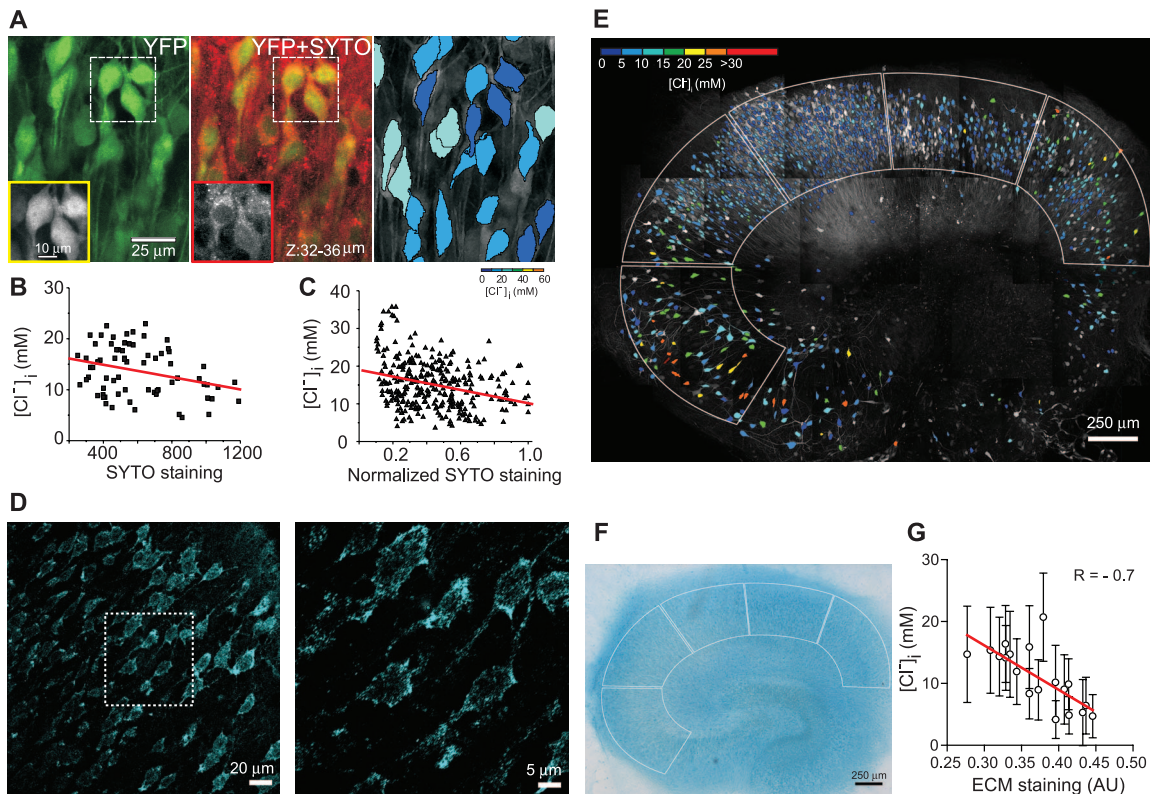 A
YFP
10 µm
25 µm
YFP+SYTO
Z:32-36 µm
0 20 40 60
[Cl⁻]i (mM)
B
[Cl⁻]i (mM)
20
10
0
400 800 1200
SYTO staining
C
[Cl⁻]i (mM)
40
30
20
10
0
0.2 0.6 1.0
Normalized SYTO staining
D
20 µm
5 µm
E
0 5 10 15 20 25 >30
[Cl⁻]i (mM)
250 µm
F
250 µm
G
R = - 0.7
[Cl⁻]i (mM)
30
20
10
0
0.25 0.30 0.35 0.40 0.45 0.50
ECM staining (AU)